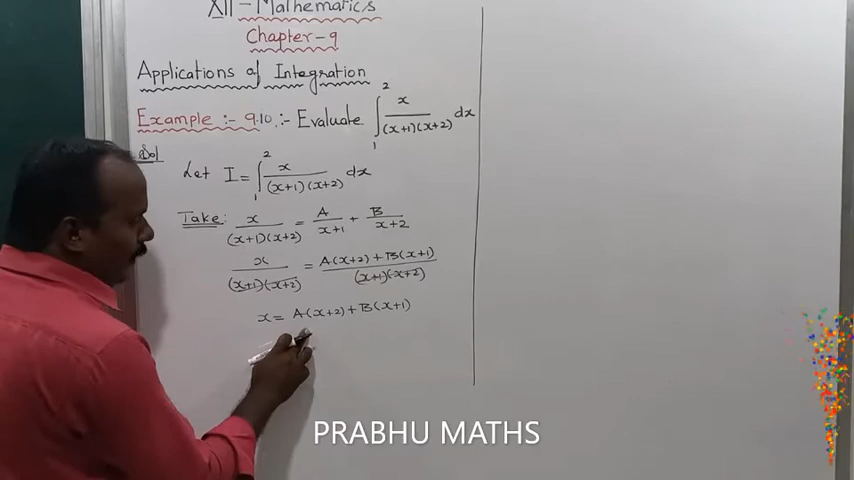 XII - Mathematics
Chapter-9
Applications of Integration
Example :- 9.10 :- Evaluate ∫₁² x/((x+1)(x+2)) dx
Sol
Let I = ∫₁² x/((x+1)(x+2)) dx
Take: x/((x+1)(x+2)) = A/(x+1) + B/(x+2)
x/((x+1)(x+2)) = (A(x+2)+B(x+1))/((x+1)(x+2))
x = A(x+2)+B(x+1)
PRABHU MATHS